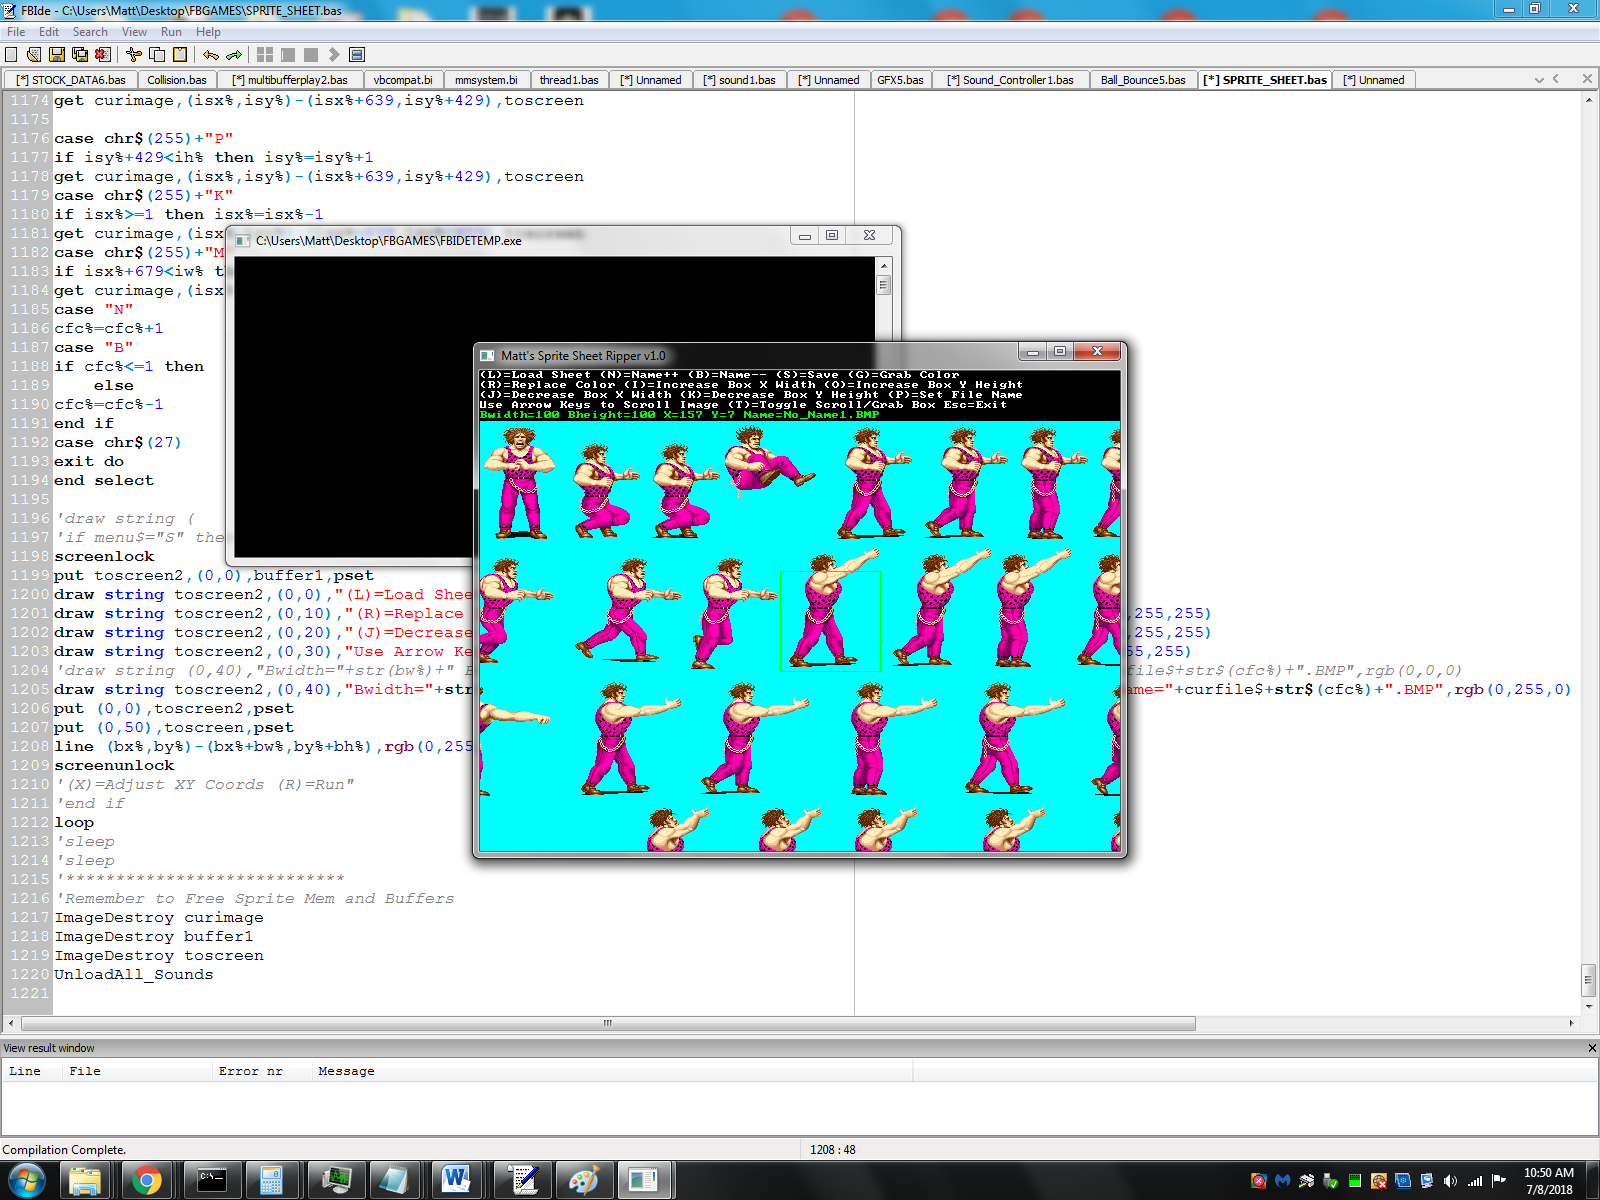 FBIde - C:\Users\Matt\Desktop\FBGAMES\SPRITE_SHEET.bas
File Edit Search View Run Help
[*] STOCK_DATA6.bas Collision.bas [*] multibufferplay2.bas vbcompat.bi mmsystem.bi thread1.bas [*] Unnamed [*] sound1.bas [*] Unnamed GFX5.bas [*] Sound_Controller1.bas Ball_Bounce5.bas [*] SPRITE_SHEET.bas [*] Unnamed
1174 get curimage,(isx%,isy%)-(isx%+639,isy%+429),toscreen
1175
1176 case chr$(255)+"P"
1177 if isy%+429<ih% then isy%=isy%+1
1178 get curimage,(isx%,isy%)-(isx%+639,isy%+429),toscreen
1179 case chr$(255)+"K"
1180 if isx%>=1 then isx%=isx%-1
1181 get curimage,(isx
1182 case chr$(255)+"M
1183 if isx%+679<iw% th
1184 get curimage,(isx
1185 case "N"
1186 cfc%=cfc%+1
1187 case "B"
1188 if cfc%<=1 then
1189 else
1190 cfc%=cfc%-1
1191 end if
1192 case chr$(27)
1193 exit do
1194 end select
1195
1196 'draw string (
1197 'if menu$="S" the
1198 screenlock
1199 put toscreen2,(0,0),buffer1,pset
1200 draw string toscreen2,(0,0),"(L)=Load Shee
1201 draw string toscreen2,(0,10),"(R)=Replace ,255,255)
1202 draw string toscreen2,(0,20),"(J)=Decrease ,255,255)
1203 draw string toscreen2,(0,30),"Use Arrow Ke 55,255)
1204 'draw string (0,40),"Bwidth="+str(bw%)+" B file$+str$(cfc%)+".BMP",rgb(0,0,0)
1205 draw string toscreen2,(0,40),"Bwidth="+str ame="+curfile$+str$(cfc%)+".BMP",rgb(0,255,0)
1206 put (0,0),toscreen2,pset
1207 put (0,50),toscreen,pset
1208 line (bx%,by%)-(bx%+bw%,by%+bh%),rgb(0,255
1209 screenunlock
1210 '(X)=Adjust XY Coords (R)=Run"
1211 'end if
1212 loop
1213 'sleep
1214 'sleep
1215 '****************************
1216 'Remember to Free Sprite Mem and Buffers
1217 ImageDestroy curimage
1218 ImageDestroy buffer1
1219 ImageDestroy toscreen
1220 UnloadAll_Sounds
1221
C:\Users\Matt\Desktop\FBGAMES\FBIDETEMP.exe
Matt's Sprite Sheet Ripper v1.0
(L)=Load Sheet (N)=Name++ (B)=Name-- (S)=Save (G)=Grab Color
(R)=Replace Color (I)=Increase Box X Width (O)=Increase Box Y Height
(J)=Decrease Box X Width (K)=Decrease Box Y Height (P)=Set File Name
Use Arrow Keys to Scroll Image (T)=Toggle Scroll/Grab Box Esc=Exit
Bwidth=100 Bheight=100 X=157 Y=7 Name=No_Name1.BMP
View result window
Line File Error nr Message
Compilation Complete. 1208 : 48
C:\_
10:50 AM
7/8/2018